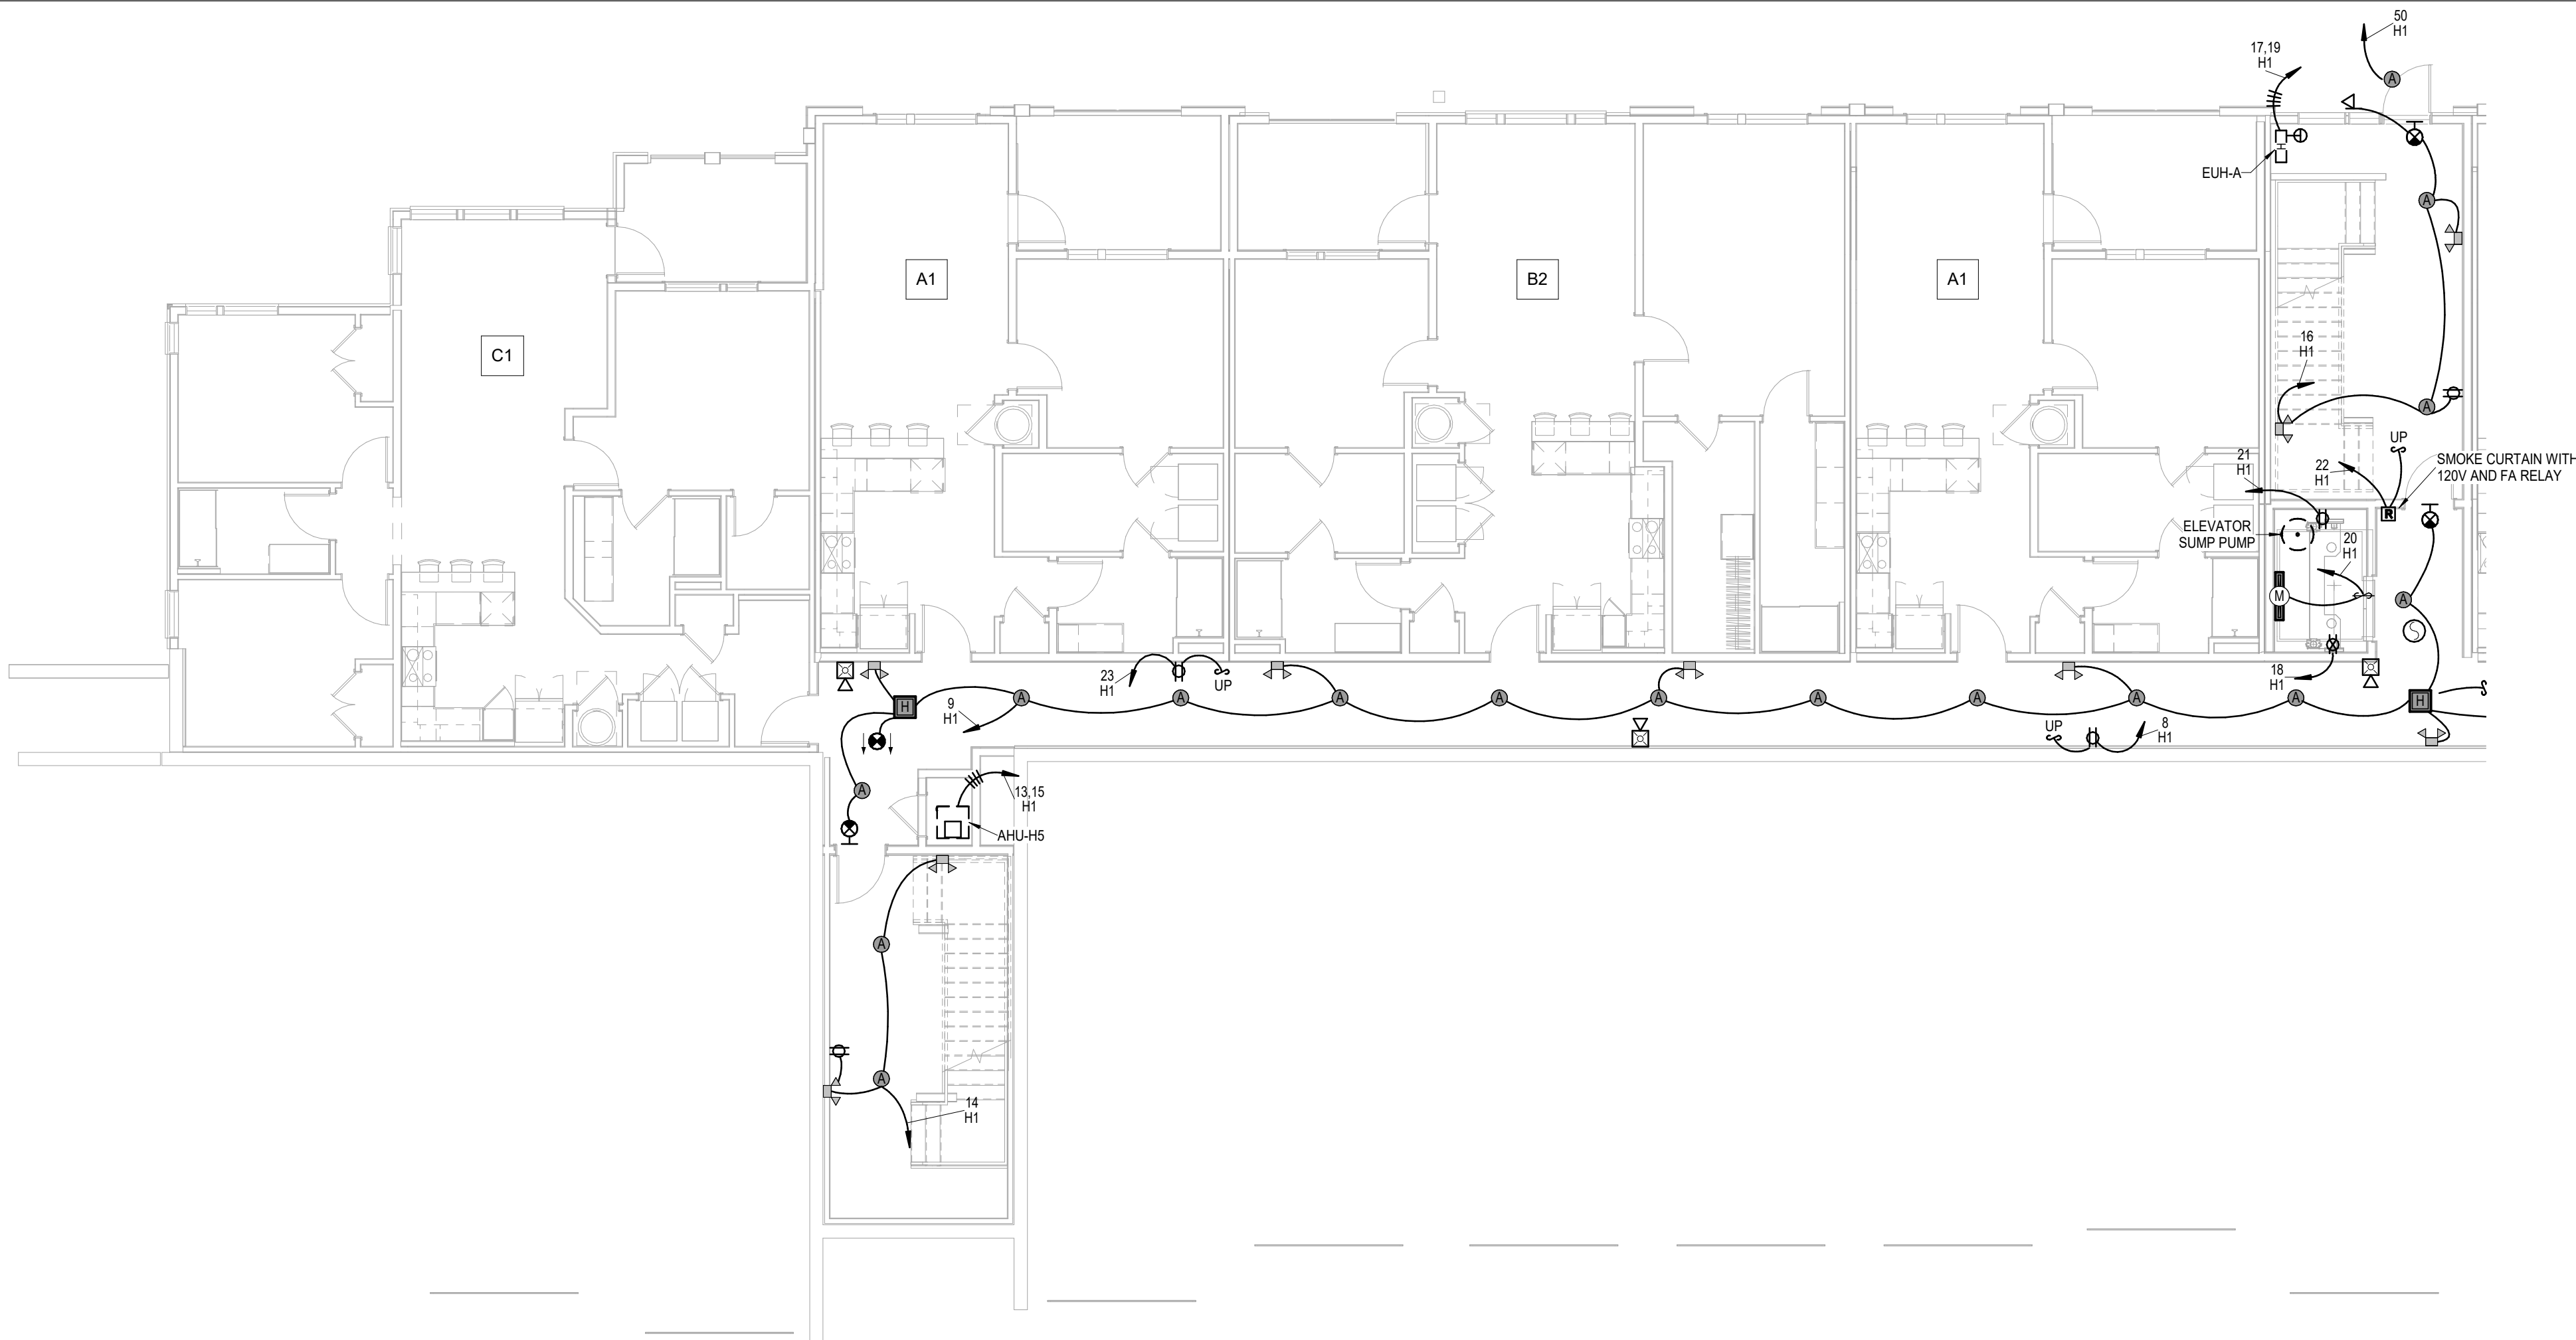 50
H1
17,19
H1
A
EUH-A
A
A1
B2
A1
C1
16
H1
A
UP
SMOKE CURTAIN WITH
120V AND FA RELAY
21
H1
22
H1
R
ELEVATOR
SUMP PUMP
20
H1
M
A
S
23
H1
UP
18
H1
9
H1
H
A
A
A
A
A
A
A
A
A
H
UP
8
H1
A
13,15
H1
AHU-H5
A
A
14
H1